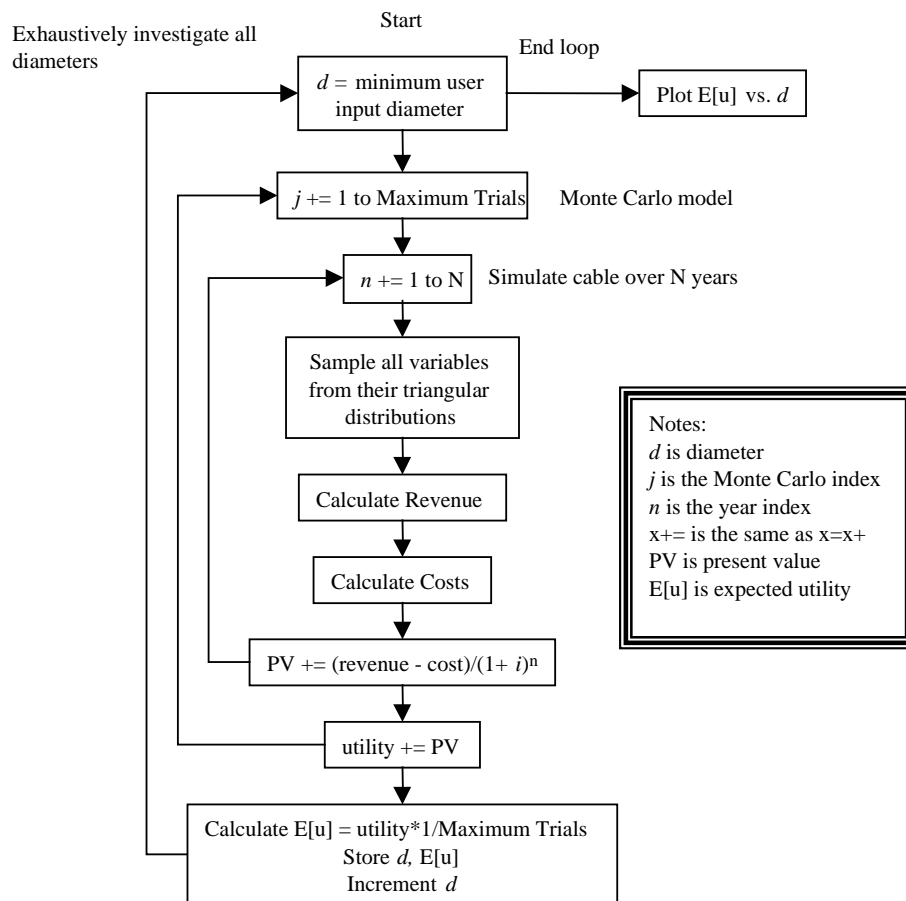 Start
Exhaustively investigate all
diameters
End loop
d = minimum user
input diameter
Plot E[u] vs. d
j += 1 to Maximum Trials
Monte Carlo model
n += 1 to N
Simulate cable over N years
Sample all variables
from their triangular
distributions
Calculate Revenue
Calculate Costs
PV += (revenue - cost)/(1+ i)ⁿ
utility += PV
Calculate E[u] = utility*1/Maximum Trials
Store d, E[u]
Increment d
Notes:
d is diameter
j is the Monte Carlo index
n is the year index
x+= is the same as x=x+
PV is present value
E[u] is expected utility